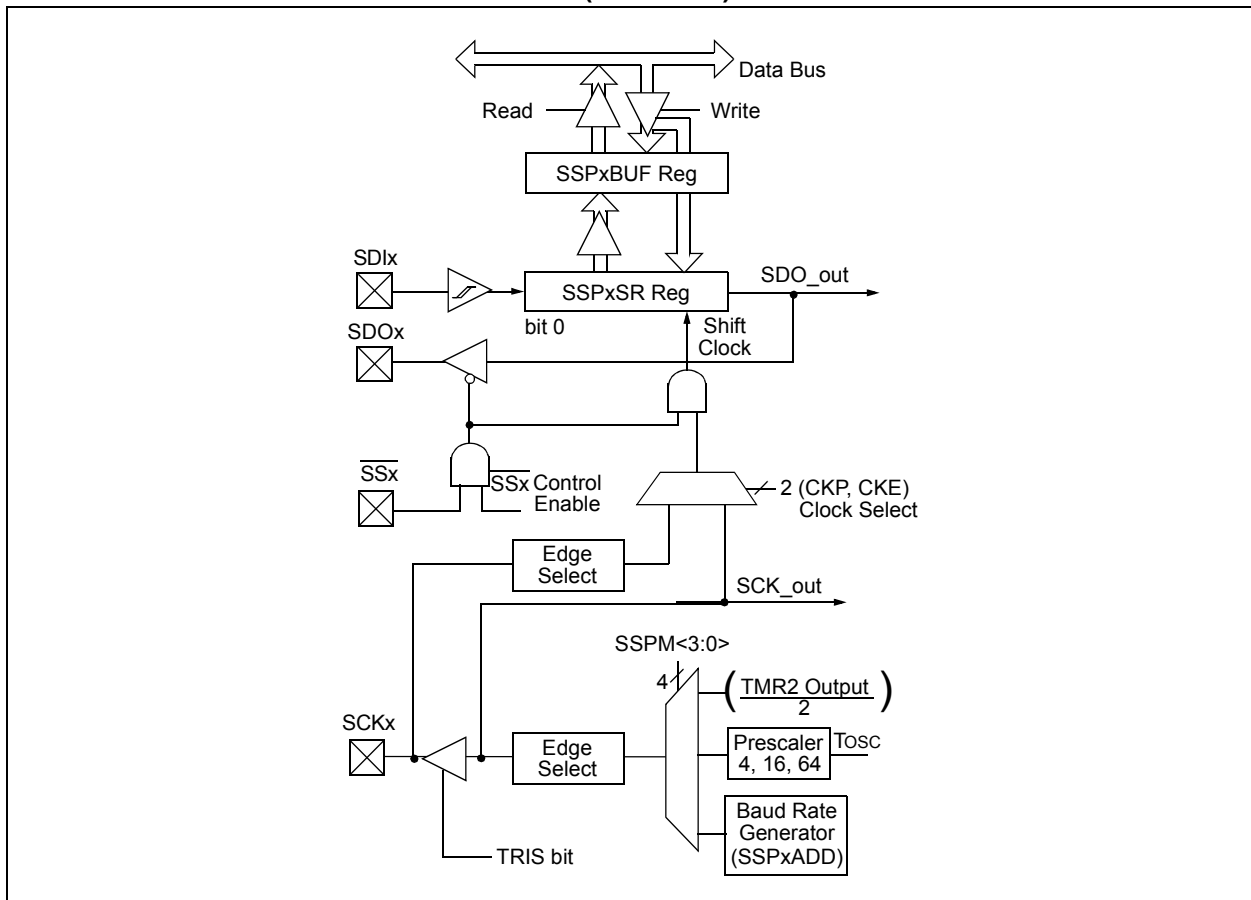 Data Bus
Read
Write
SSPxBUF Reg
SDIx
SSPxSR Reg
SDO_out
bit 0
Shift
Clock
SDOx
SSx
SSx Control
Enable
2 (CKP, CKE)
Clock Select
Edge
Select
SCK_out
SSPM<3:0>
4
(TMR2 Output)
2
SCKx
Edge
Select
Prescaler
4, 16, 64
TOSC
Baud Rate
Generator
(SSPxADD)
TRIS bit